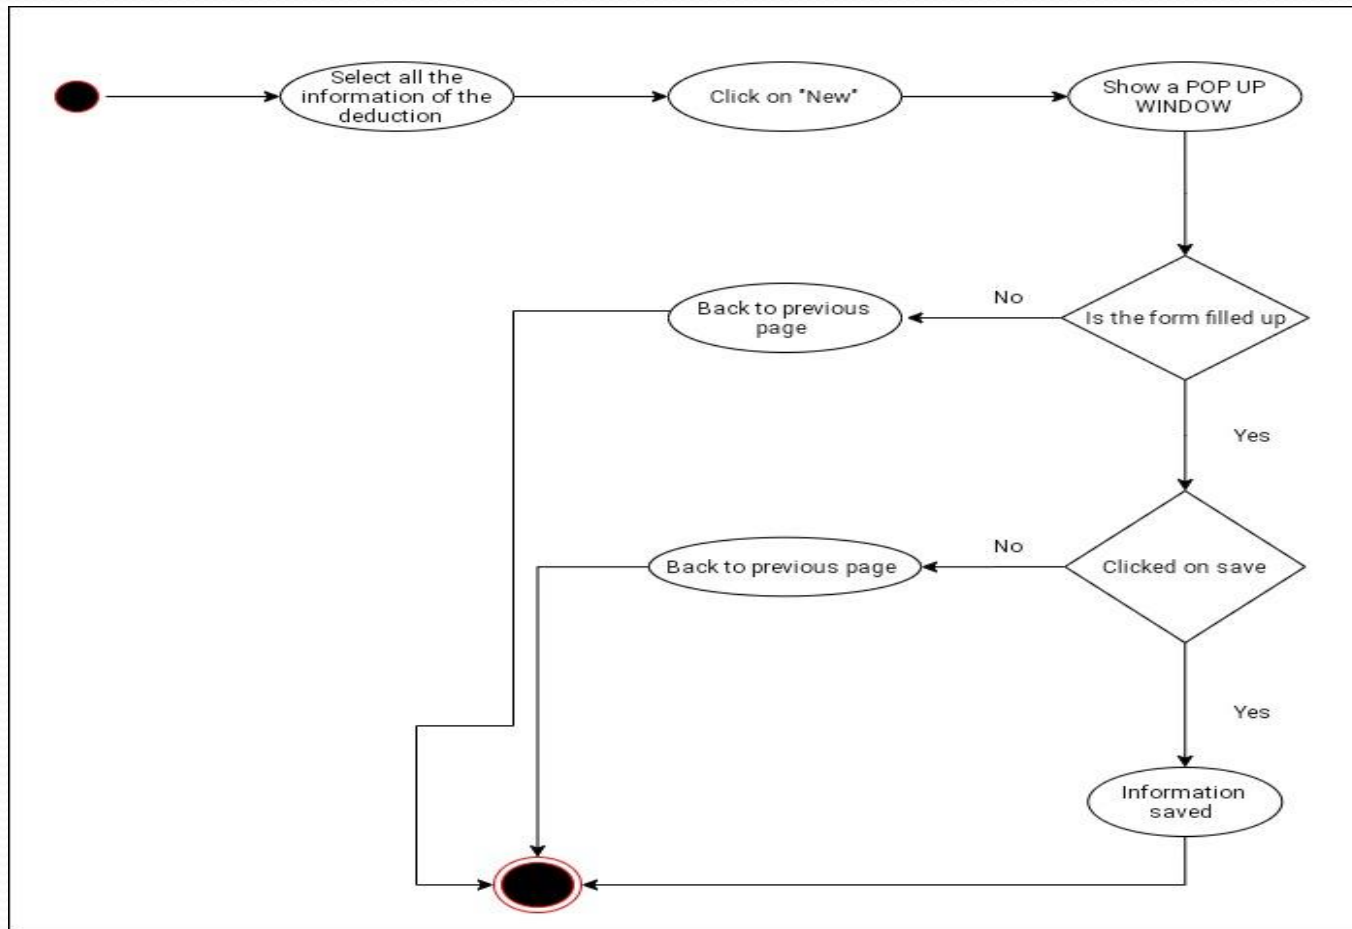 Select all the
information of the
deduction
Click on "New"
Show a POP UP
WINDOW
Back to previous
page
No
Is the form filled up
Yes
Back to previous page
No
Clicked on save
Yes
Information
saved